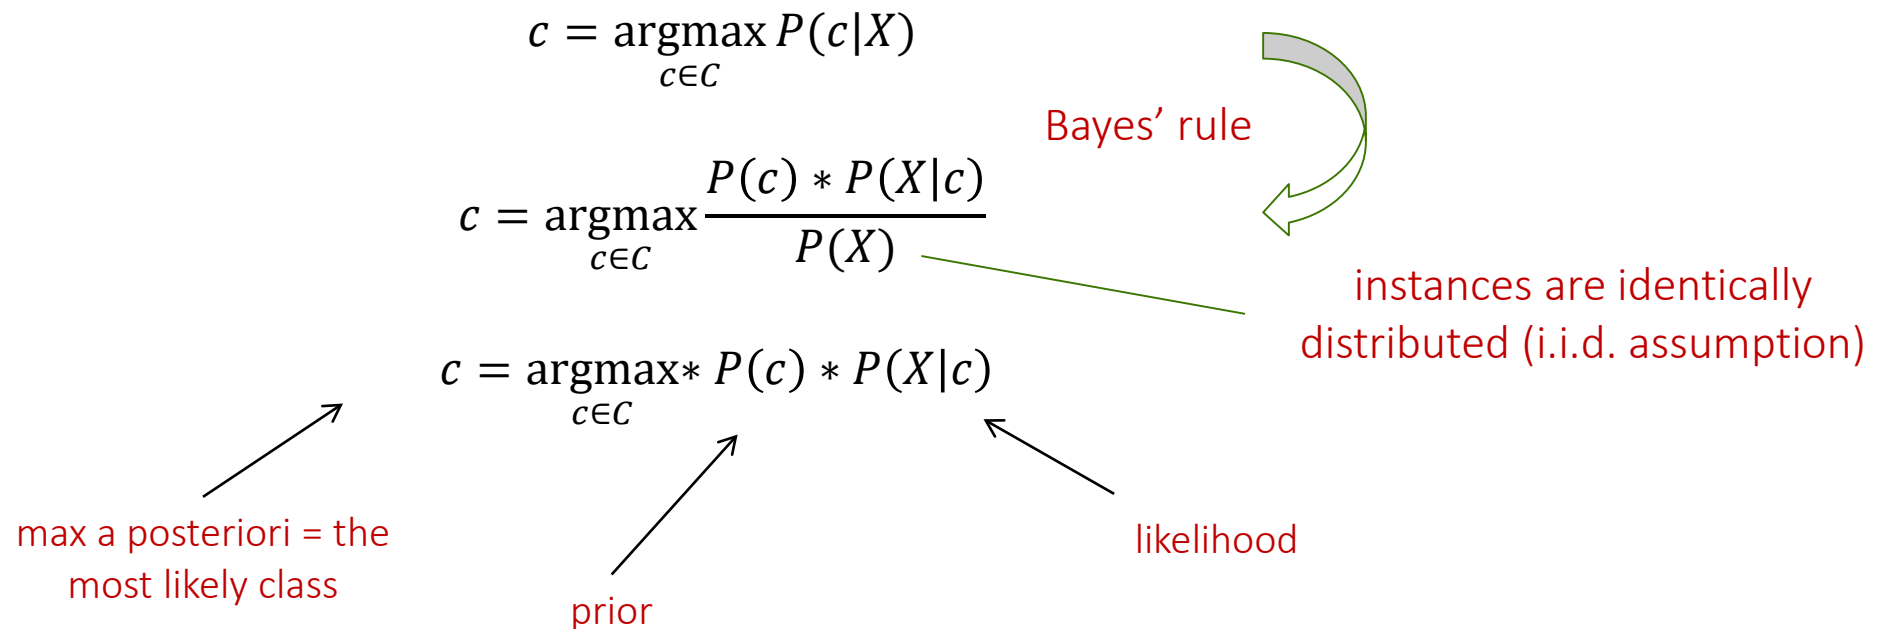 c = argmax P(c|X)
c∈C
Bayes’ rule
c = argmax P(c) ∗ P(X|c) / P(X)
c∈C
instances are identically
distributed (i.i.d. assumption)
c = argmax∗ P(c) ∗ P(X|c)
c∈C
max a posteriori = the
most likely class
prior
likelihood